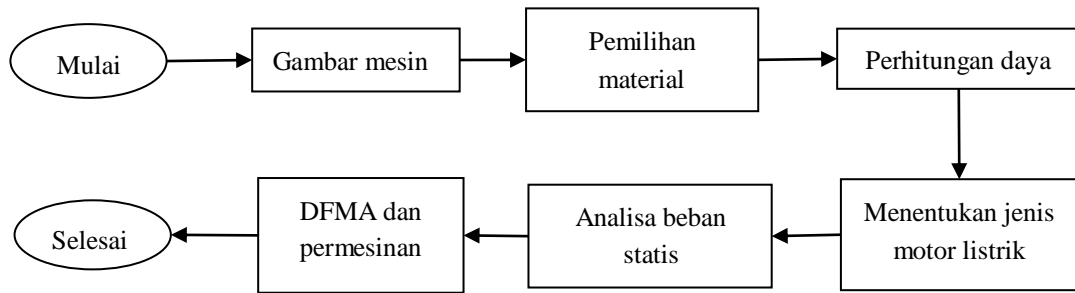 Mulai
Gambar mesin
Pemilihan
material
Perhitungan daya
Menentukan jenis
motor listrik
Analisa beban
statis
DFMA dan
permesinan
Selesai